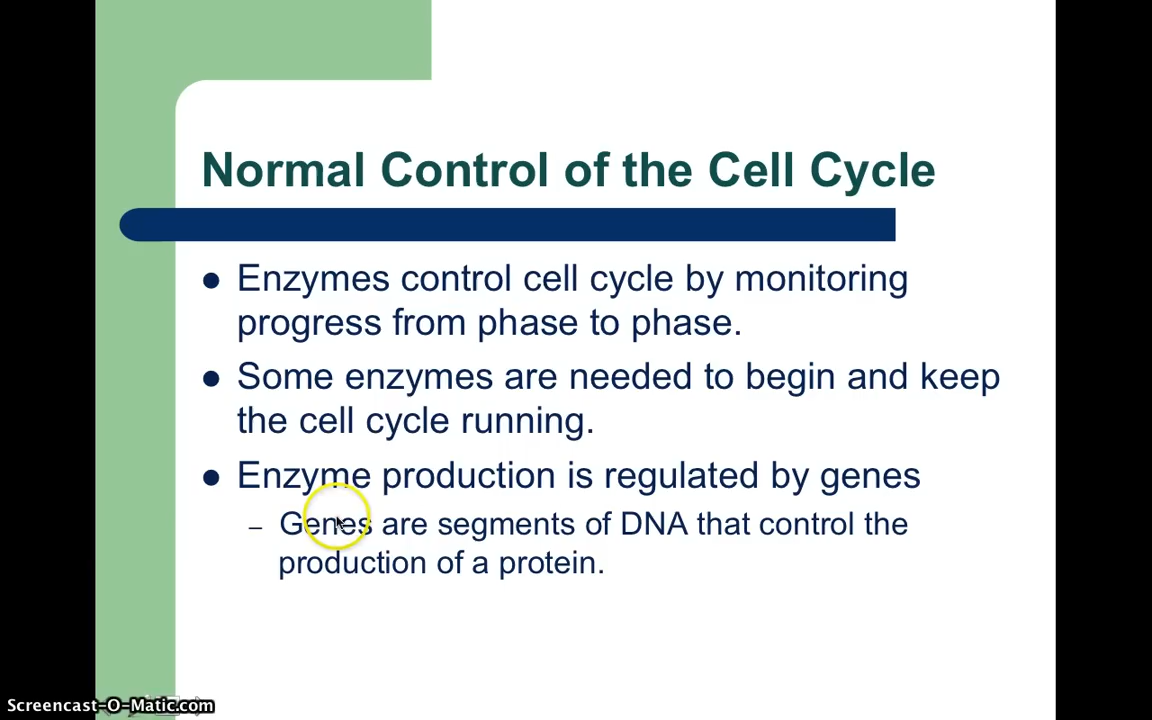 Normal Control of the Cell Cycle
● Enzymes control cell cycle by monitoring
progress from phase to phase.
● Some enzymes are needed to begin and keep
the cell cycle running.
● Enzyme production is regulated by genes
– Genes are segments of DNA that control the
production of a protein.
Screencast-O-Matic.com